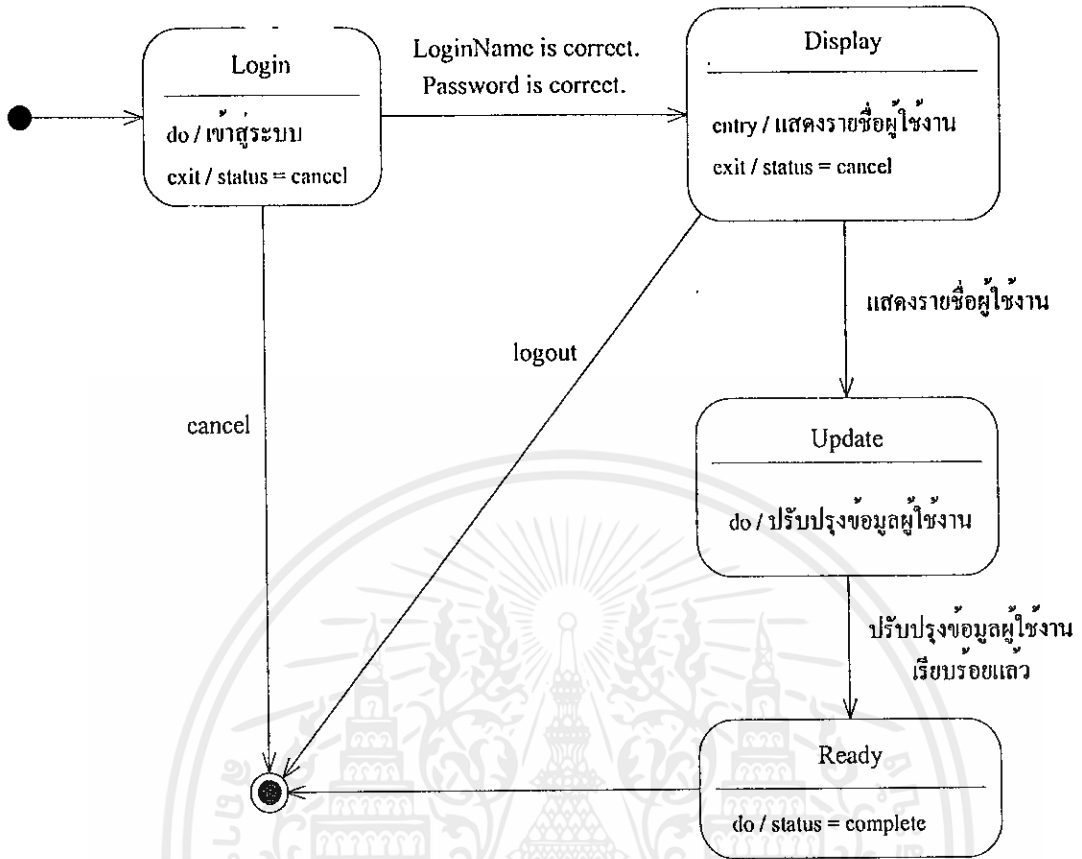 Login
do / เข้าสู่ระบบ
exit / status = cancel
LoginName is correct.
Password is correct.
Display
entry / แสดงรายชื่อผู้ใช้งาน
exit / status = cancel
แสดงรายชื่อผู้ใช้งาน
logout
cancel
Update
do / ปรับปรุงข้อมูลผู้ใช้งาน
ปรับปรุงข้อมูลผู้ใช้งาน
เรียบร้อยแล้ว
Ready
do / status = complete